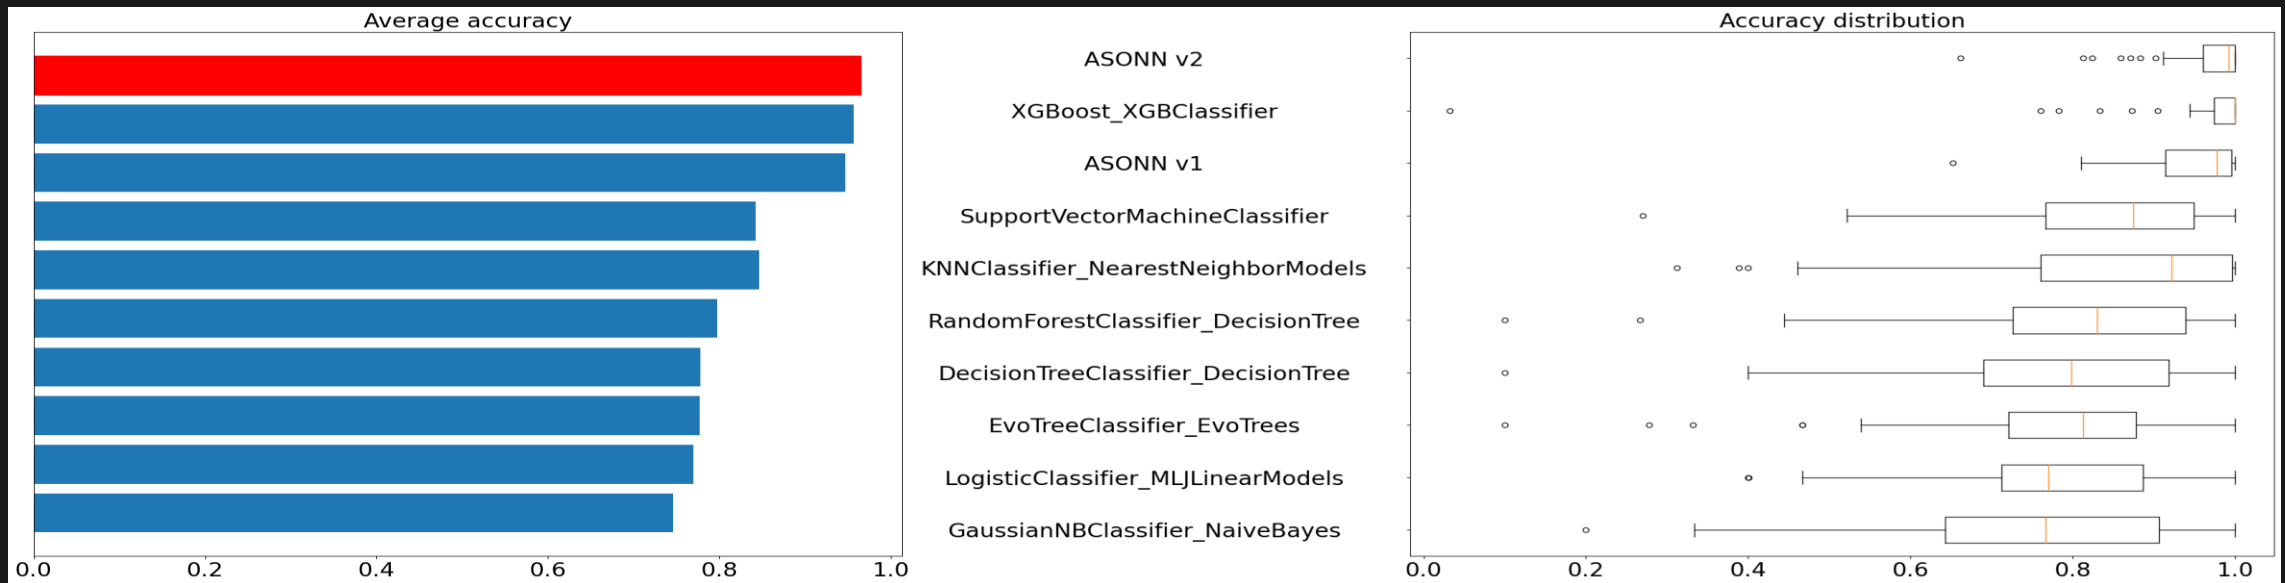 Average accuracy
Accuracy distribution
ASONN v2
XGBoost_XGBClassifier
ASONN v1
SupportVectorMachineClassifier
KNNClassifier_NearestNeighborModels
RandomForestClassifier_DecisionTree
DecisionTreeClassifier_DecisionTree
EvoTreeClassifier_EvoTrees
LogisticClassifier_MLJLinearModels
GaussianNBClassifier_NaiveBayes
0.0 0.2 0.4 0.6 0.8 1.0
0.0 0.2 0.4 0.6 0.8 1.0